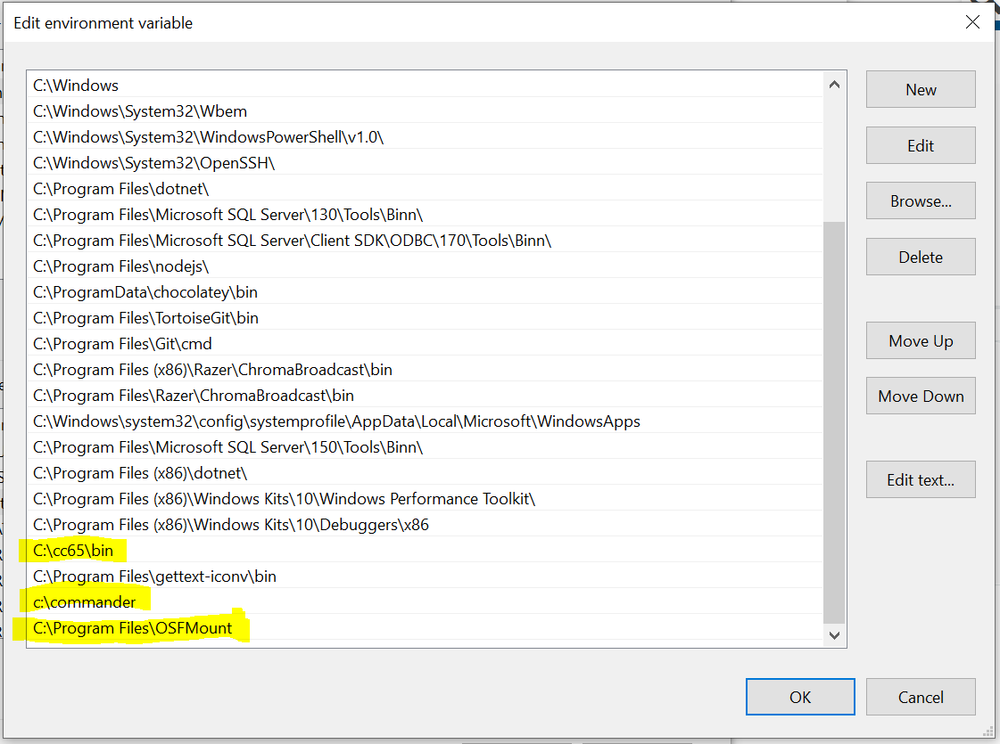 Edit environment variable
C:\Windows
C:\Windows\System32\Wbem
C:\Windows\System32\WindowsPowerShell\v1.0\
C:\Windows\System32\OpenSSH\
C:\Program Files\dotnet\
C:\Program Files\Microsoft SQL Server\130\Tools\Binn\
C:\Program Files\Microsoft SQL Server\Client SDK\ODBC\170\Tools\Binn\
C:\Program Files\nodejs\
C:\ProgramData\chocolatey\bin
C:\Program Files\TortoiseGit\bin
C:\Program Files\Git\cmd
C:\Program Files (x86)\Razer\ChromaBroadcast\bin
C:\Program Files\Razer\ChromaBroadcast\bin
C:\Windows\system32\config\systemprofile\AppData\Local\Microsoft\WindowsApps
C:\Program Files\Microsoft SQL Server\150\Tools\Binn\
C:\Program Files (x86)\dotnet\
C:\Program Files (x86)\Windows Kits\10\Windows Performance Toolkit\
C:\Program Files (x86)\Windows Kits\10\Debuggers\x86
C:\cc65\bin
C:\Program Files\gettext-iconv\bin
c:\commander
C:\Program Files\OSFMount
New
Edit
Browse...
Delete
Move Up
Move Down
Edit text...
OK
Cancel